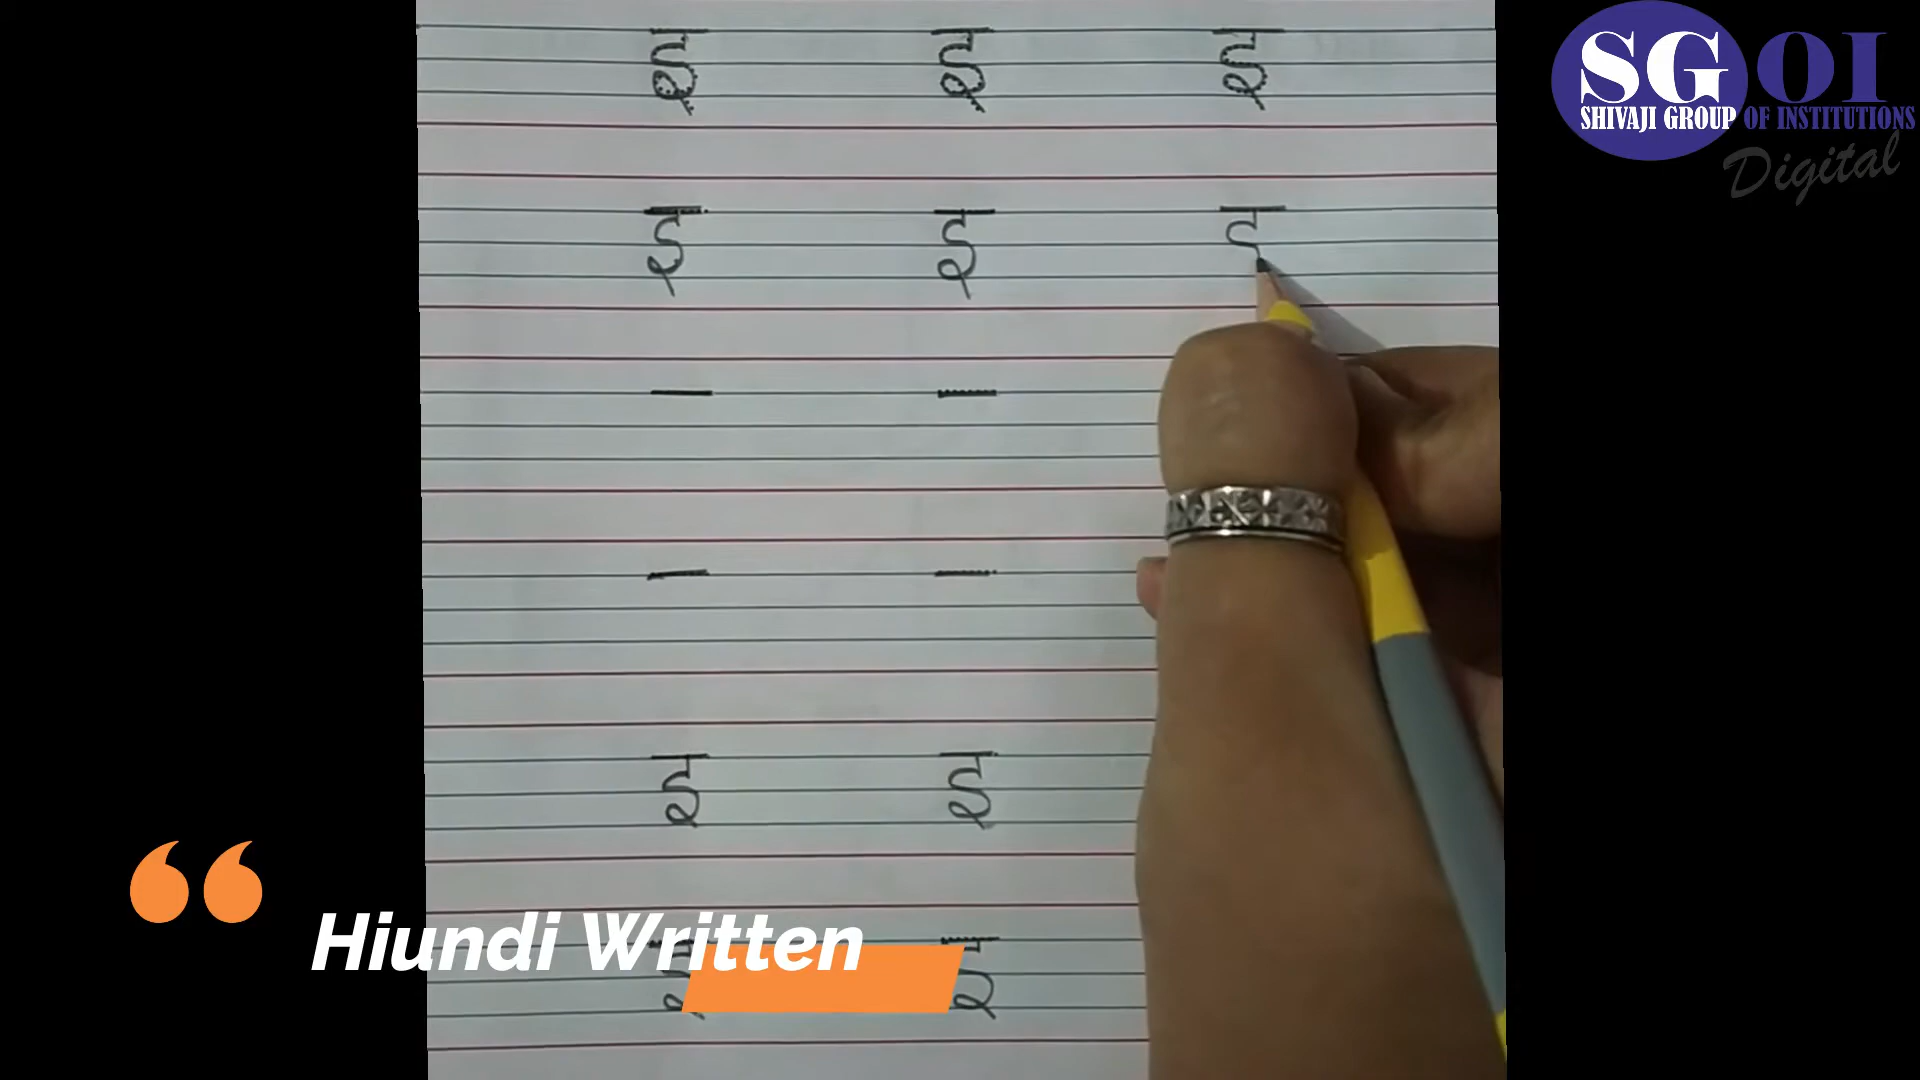 SGOI
SHIVAJI GROUP OF INSTITUTIONS
Digital
इ इ इ
इ इ
इ इ
इ इ
“ Hiundi Written